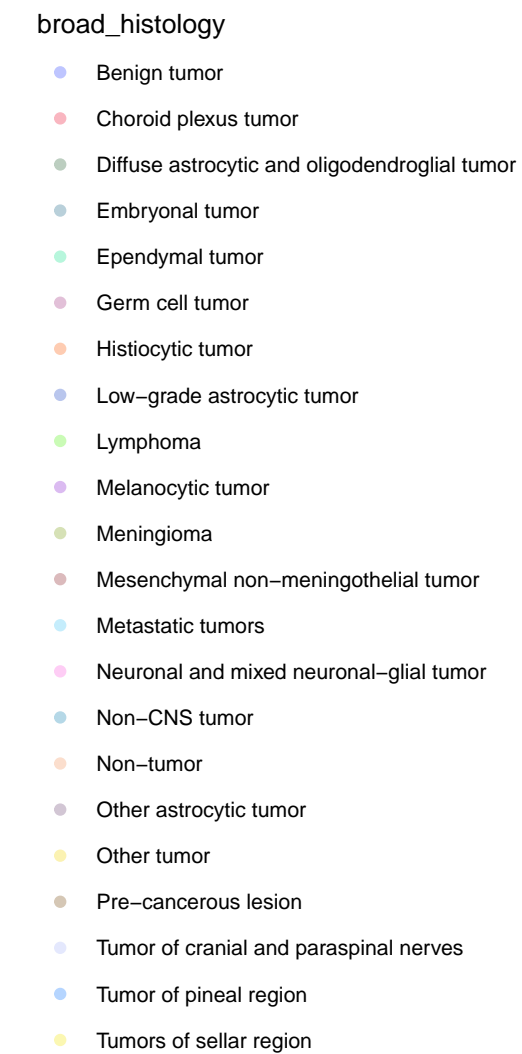 broad_histology
Benign tumor
Choroid plexus tumor
Diffuse astrocytic and oligodendroglial tumor
Embryonal tumor
Ependymal tumor
Germ cell tumor
Histiocytic tumor
Low−grade astrocytic tumor
Lymphoma
Melanocytic tumor
Meningioma
Mesenchymal non−meningothelial tumor
Metastatic tumors
Neuronal and mixed neuronal−glial tumor
Non−CNS tumor
Non−tumor
Other astrocytic tumor
Other tumor
Pre−cancerous lesion
Tumor of cranial and paraspinal nerves
Tumor of pineal region
Tumors of sellar region